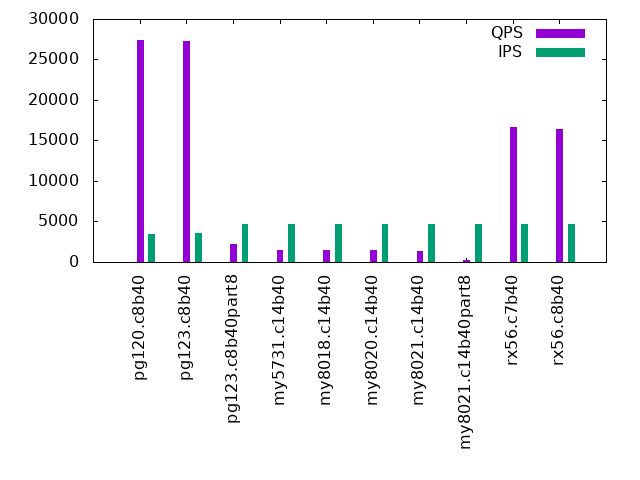 30000
25000
20000
15000
10000
5000
0
QPS
IPS
pg120.c8b40
pg123.c8b40
pg123.c8b40part8
my5731.c14b40
my8018.c14b40
my8020.c14b40
my8021.c14b40
my8021.c14b40part8
rx56.c7b40
rx56.c8b40